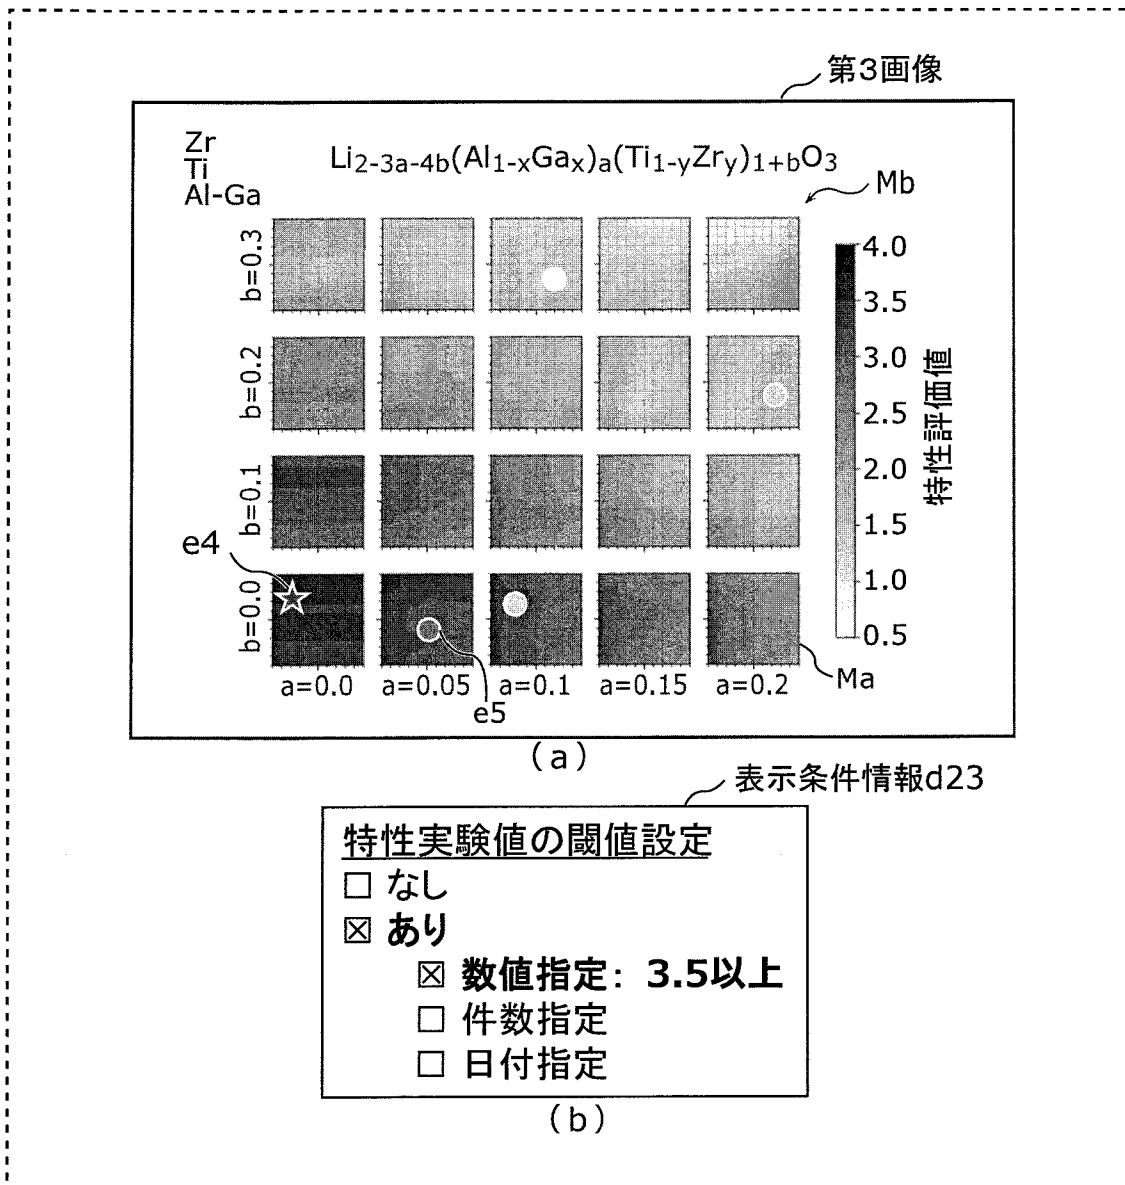 第3画像
Zr
Ti
Al-Ga
Li2-3a-4b(Al1-xGax)a(Ti1-yZry)1+bO3
Mb
b=0.3
b=0.2
b=0.1
b=0.0
e4
4.0
3.5
3.0
2.5
2.0
1.5
1.0
0.5
特性評価値
Ma
a=0.0
a=0.05
a=0.1
a=0.15
a=0.2
e5
(a)
表示条件情報d23
特性実験値の閾値設定
☐ なし
☒ あり
☒ 数値指定: 3.5以上
☐ 件数指定
☐ 日付指定
(b)